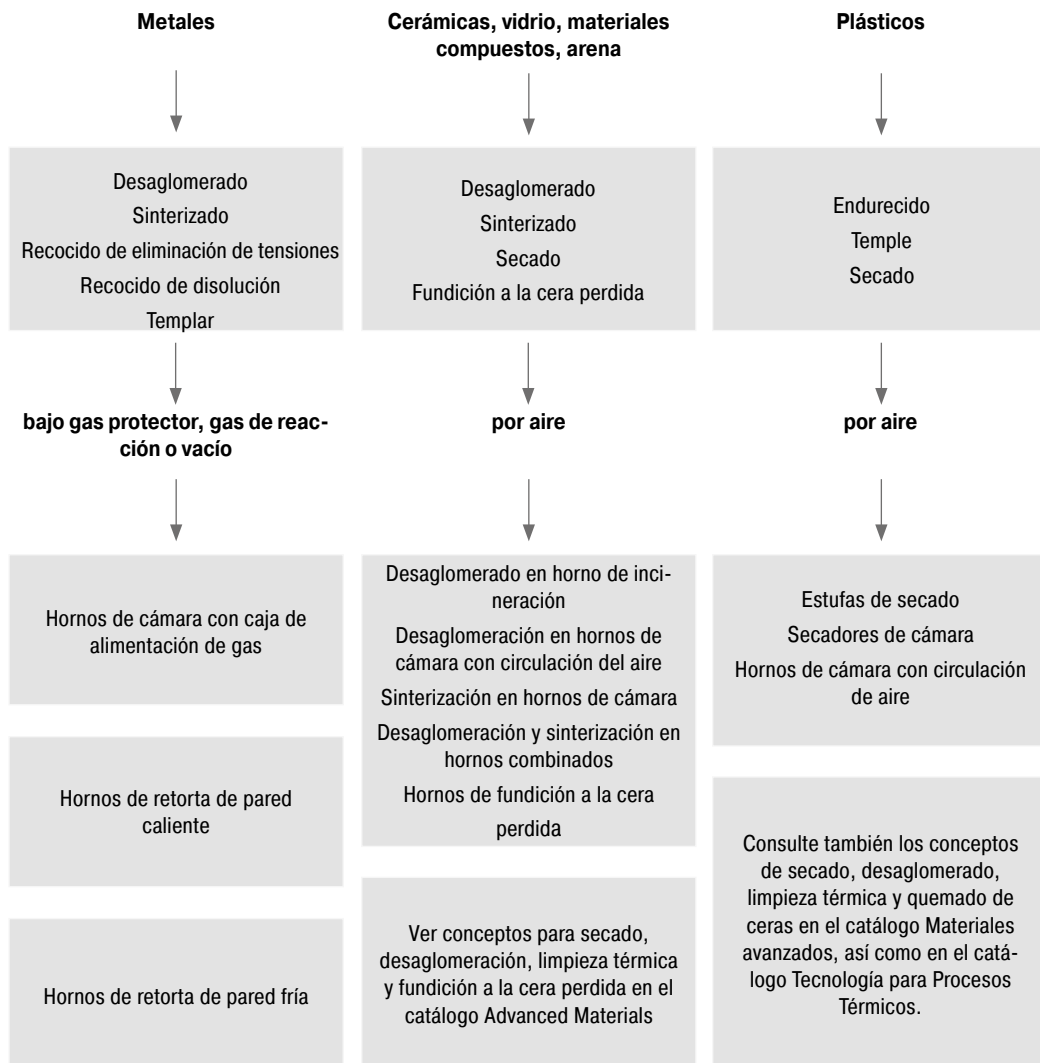 Metales
Desaglomerado
Sinterizado
Recocido de eliminación de tensiones
Recocido de disolución
Templar
bajo gas protector, gas de reac-
ción o vacío
Hornos de cámara con caja de
alimentación de gas
Hornos de retorta de pared
caliente
Hornos de retorta de pared fría
Cerámicas, vidrio, materiales
compuestos, arena
Desaglomerado
Sinterizado
Secado
Fundición a la cera perdida
por aire
Desaglomerado en horno de inci-
neración
Desaglomeración en hornos de
cámara con circulación del aire
Sinterización en hornos de cámara
Desaglomeración y sinterización en
hornos combinados
Hornos de fundición a la cera
perdida
Ver conceptos para secado,
desaglomeración, limpieza térmica
y fundición a la cera perdida en el
catálogo Advanced Materials
Plásticos
Endurecido
Temple
Secado
por aire
Estufas de secado
Secadores de cámara
Hornos de cámara con circulación
de aire
Consulte también los conceptos
de secado, desaglomerado,
limpieza térmica y quemado de
ceras en el catálogo Materiales
avanzados, así como en el catá-
logo Tecnología para Procesos
Térmicos.